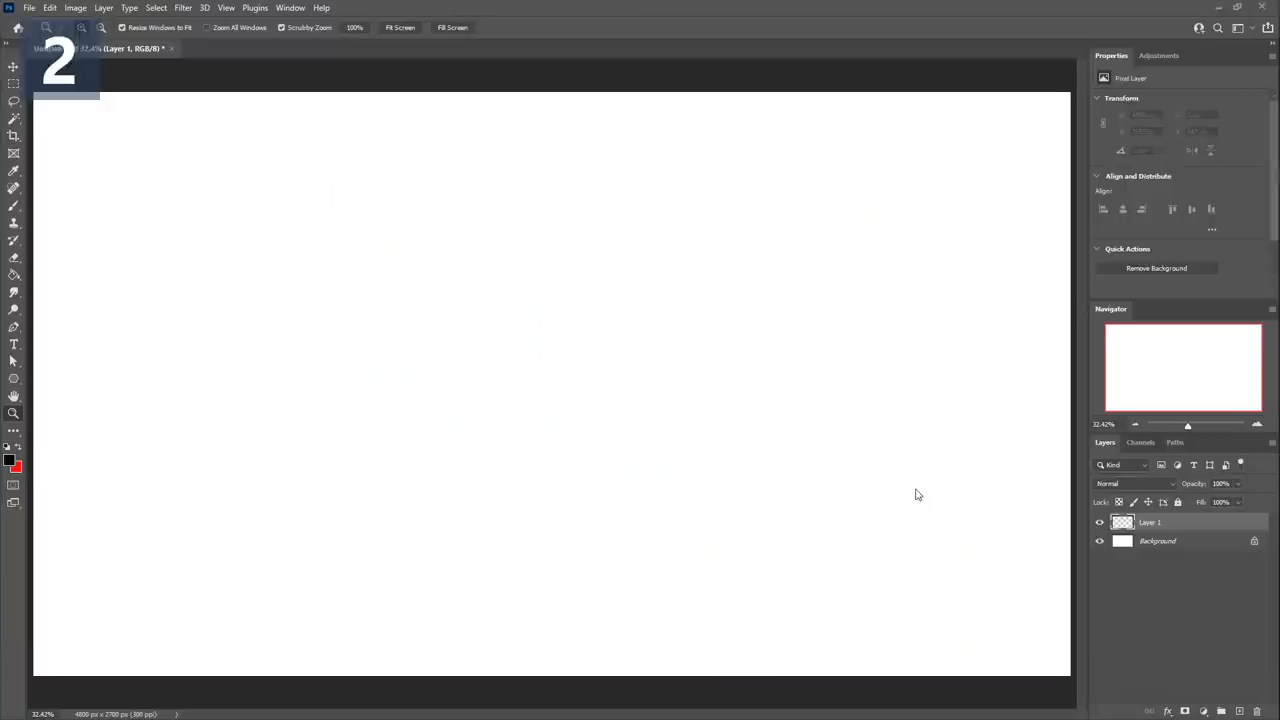 Ps File Edit Image Layer Type Select Filter 3D View Plugins Window Help
Resize Windows to Fit Zoom All Windows Scrubby Zoom 100% Fit Screen Fill Screen
32.4% (Layer 1, RGB/8) * ×
2
Properties Adjustments
Pixel Layer
Transform
Align and Distribute
Align:
Quick Actions
Remove Background
Navigator
32.42%
Layers Channels Paths
Kind
Normal Opacity: 100%
Lock: Fill: 100%
Layer 1
Background
32.42% 4800 px x 2700 px (300 ppi)